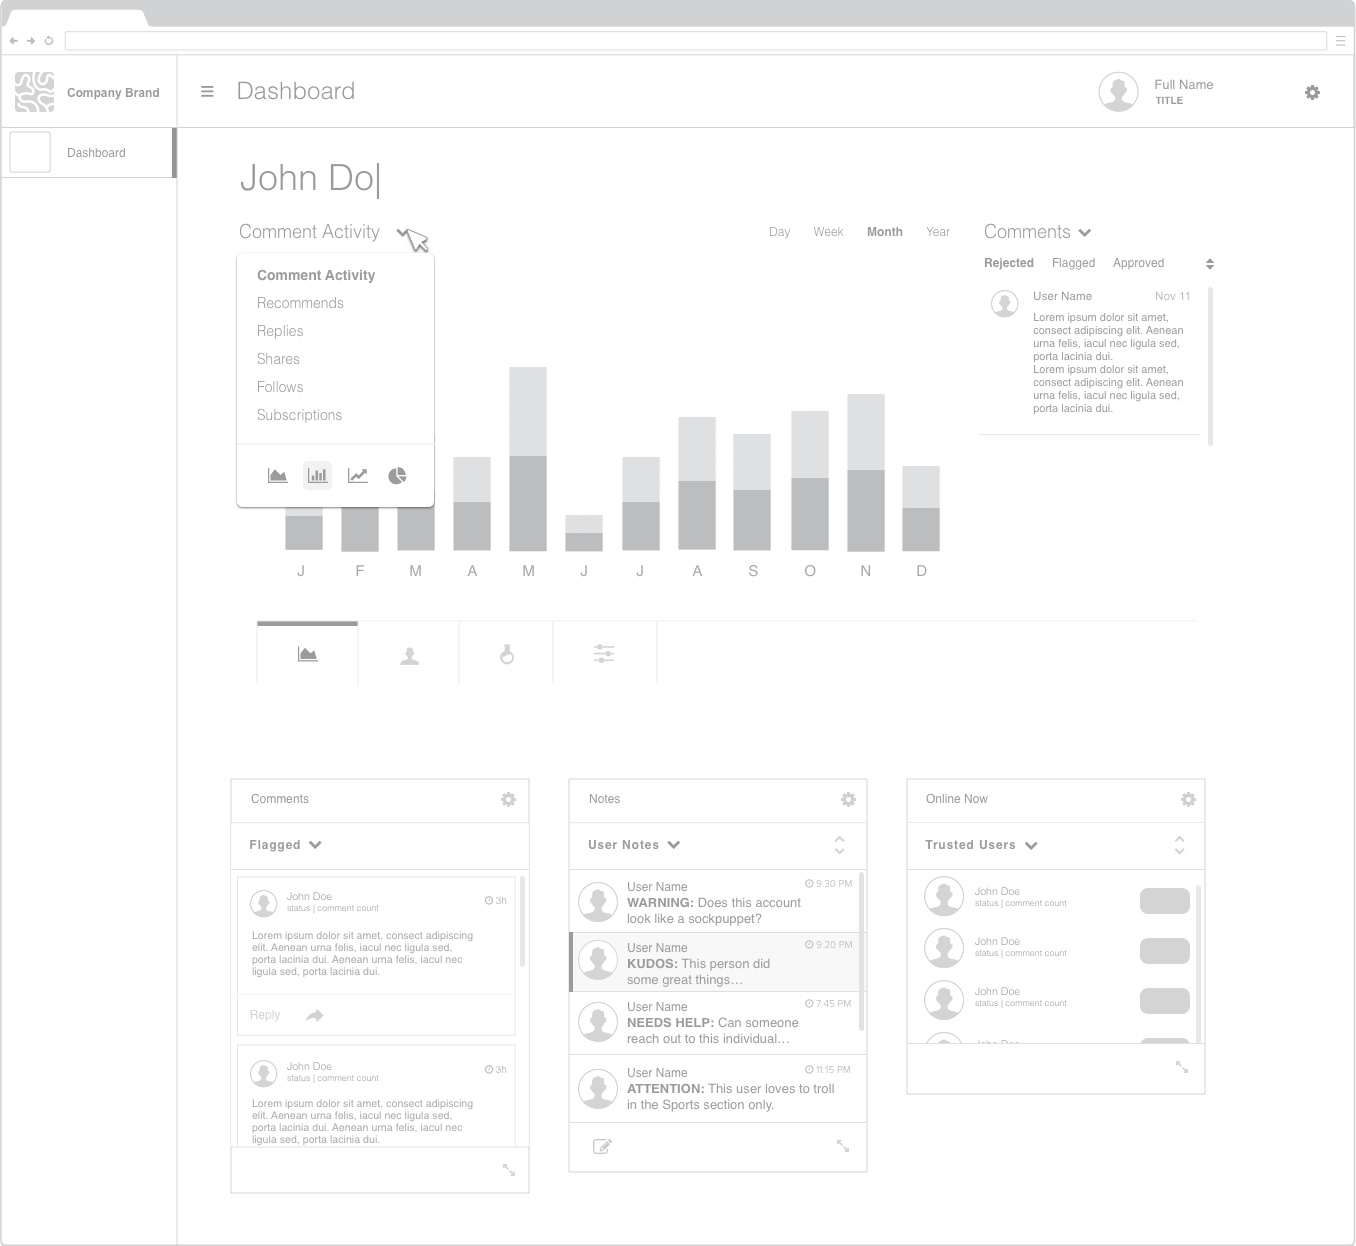 Company Brand
Dashboard
Full Name
TITLE
Dashboard
John Do
Comment Activity
Day Week Month Year
Comments
Comment Activity
Recommends
Replies
Shares
Follows
Subscriptions
Rejected Flagged Approved
User Name Nov 11
Lorem ipsum dolor sit amet,
consect adipiscing elit. Aenean
urna felis, iacul nec ligula sed,
porta lacinia dui.
Lorem ipsum dolor sit amet,
consect adipiscing elit. Aenean
urna felis, iacul nec ligula sed,
porta lacinia dui.
J F M A M J J A S O N D
Comments
Flagged
John Doe
status | comment count
3h
Lorem ipsum dolor sit amet, consect adipiscing
elit. Aenean urna felis, iacul nec ligula sed,
porta lacinia dui. Aenean urna felis, iacul nec
ligula sed, porta lacinia dui.
Reply
John Doe
status | comment count
3h
Lorem ipsum dolor sit amet, consect adipiscing
elit. Aenean urna felis, iacul nec ligula sed,
porta lacinia dui. Aenean urna felis, iacul nec
ligula sed, porta lacinia dui.
Notes
User Notes
User Name 9:30 PM
WARNING: Does this account
look like a sockpuppet?
User Name 9:20 PM
KUDOS: This person did
some great things…
User Name 7:45 PM
NEEDS HELP: Can someone
reach out to this individual…
User Name 11:15 PM
ATTENTION: This user loves to troll
in the Sports section only.
Online Now
Trusted Users
John Doe
status | comment count
John Doe
status | comment count
John Doe
status | comment count